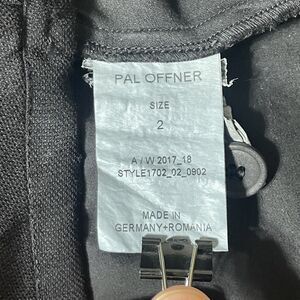 PAL OFFNER
SIZE
2
A / W 2017_18
STYLE1702_02_0902
MADE IN
GERMANY+ROMANIA